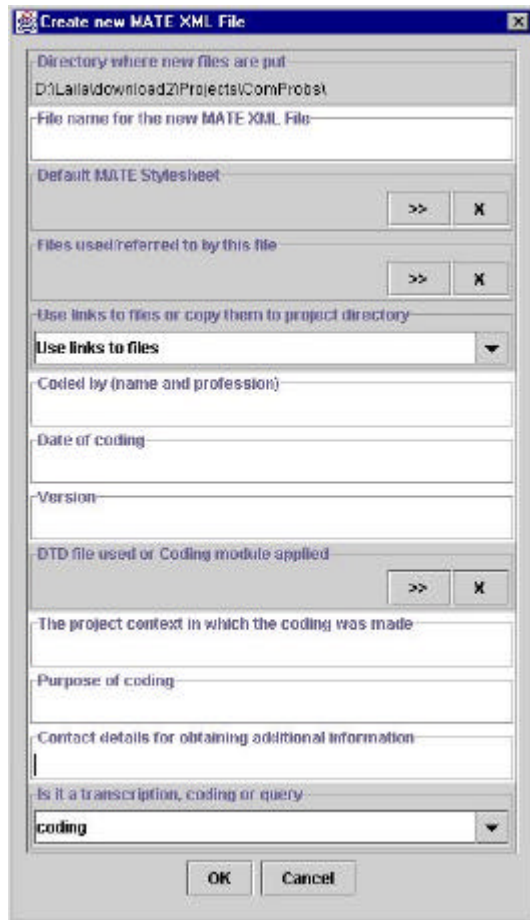 Create new MATE XML File
Directory where new files are put
D:\Laila\download2\Projects\ComProbs\
File name for the new MATE XML File
Default MATE Stylesheet
>> X
Files used/referred to by this file
>> X
Use links to files or copy them to project directory
Use links to files
Coded by (name and profession)
Date of coding
Version
DTD file used or Coding module applied
>> X
The project context in which the coding was made
Purpose of coding
Contact details for obtaining additional information
Is it a transcription, coding or query
coding
OK Cancel